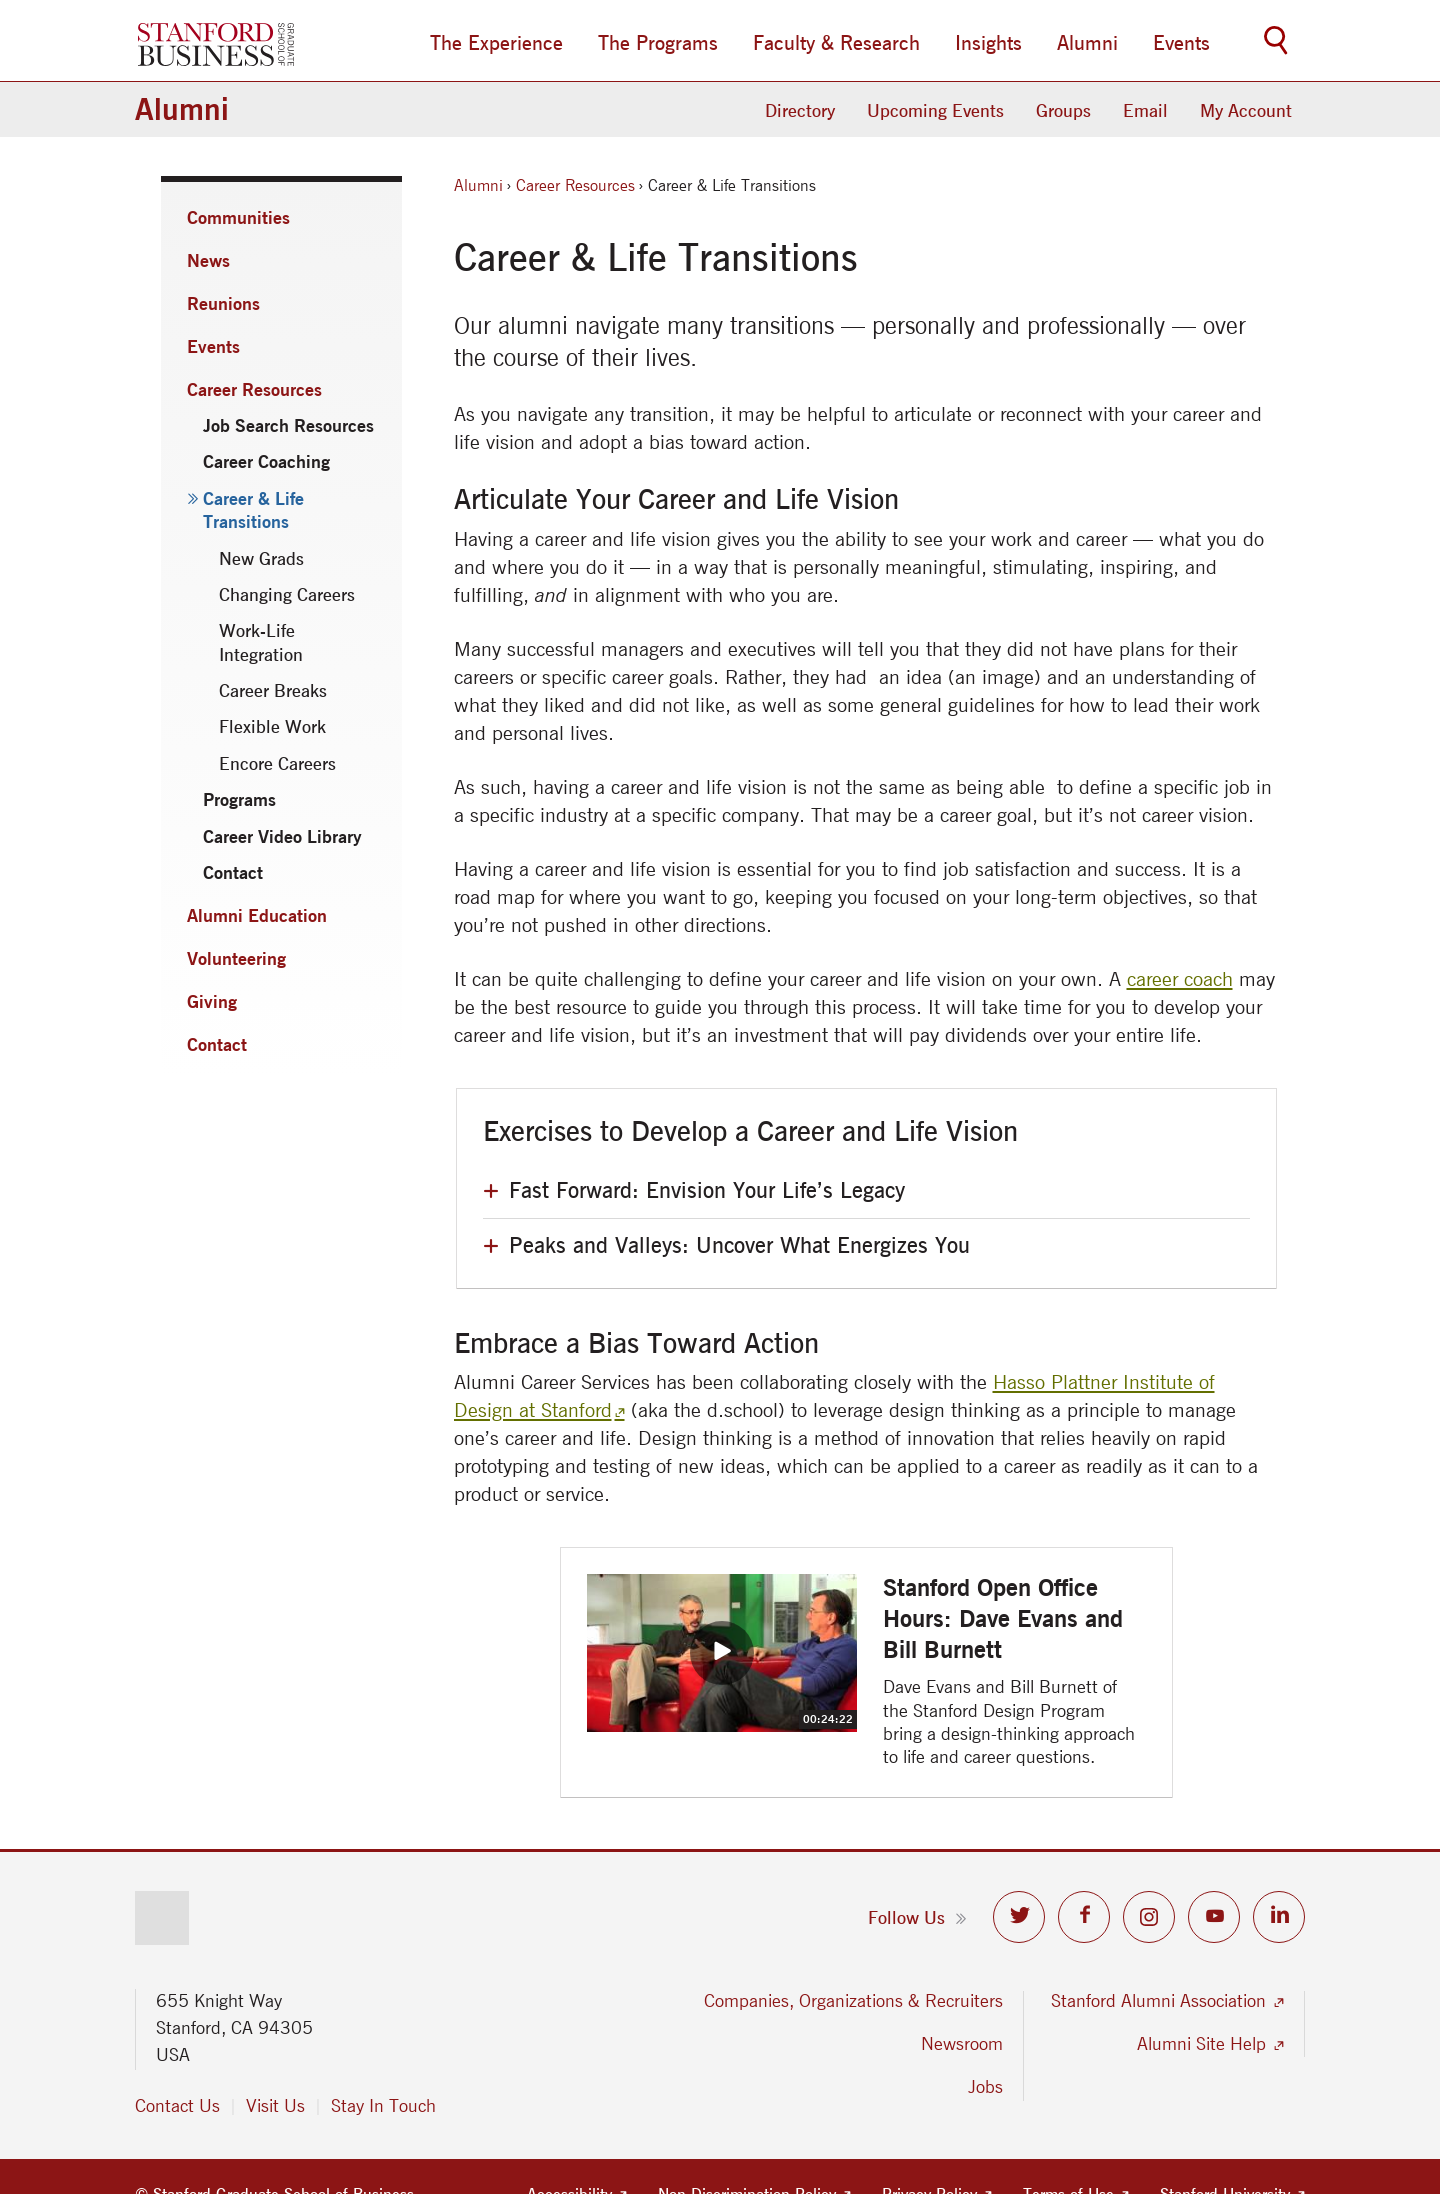 STANFORD
BUSINESS
GRADUATE
SCHOOL OF
The Experience
The Programs
Faculty & Research
Insights
Alumni
Events
Alumni
Directory
Upcoming Events
Groups
Email
My Account
Communities
News
Reunions
Events
Career Resources
Job Search Resources
Career Coaching
Career & Life
Transitions
New Grads
Changing Careers
Work-Life
Integration
Career Breaks
Flexible Work
Encore Careers
Programs
Career Video Library
Contact
Alumni Education
Volunteering
Giving
Contact
Alumni › Career Resources › Career & Life Transitions
Career & Life Transitions
Our alumni navigate many transitions — personally and professionally — over
the course of their lives.
As you navigate any transition, it may be helpful to articulate or reconnect with your career and
life vision and adopt a bias toward action.
Articulate Your Career and Life Vision
Having a career and life vision gives you the ability to see your work and career — what you do
and where you do it — in a way that is personally meaningful, stimulating, inspiring, and
fulfilling, and in alignment with who you are.
Many successful managers and executives will tell you that they did not have plans for their
careers or specific career goals. Rather, they had  an idea (an image) and an understanding of
what they liked and did not like, as well as some general guidelines for how to lead their work
and personal lives.
As such, having a career and life vision is not the same as being able  to define a specific job in
a specific industry at a specific company. That may be a career goal, but it’s not career vision.
Having a career and life vision is essential for you to find job satisfaction and success. It is a
road map for where you want to go, keeping you focused on your long-term objectives, so that
you’re not pushed in other directions.
It can be quite challenging to define your career and life vision on your own. A career coach may
be the best resource to guide you through this process. It will take time for you to develop your
career and life vision, but it’s an investment that will pay dividends over your entire life.
Exercises to Develop a Career and Life Vision
+ Fast Forward: Envision Your Life’s Legacy
+ Peaks and Valleys: Uncover What Energizes You
Embrace a Bias Toward Action
Alumni Career Services has been collaborating closely with the Hasso Plattner Institute of
Design at Stanford (aka the d.school) to leverage design thinking as a principle to manage
one’s career and life. Design thinking is a method of innovation that relies heavily on rapid
prototyping and testing of new ideas, which can be applied to a career as readily as it can to a
product or service.
00:24:22
Stanford Open Office
Hours: Dave Evans and
Bill Burnett
Dave Evans and Bill Burnett of
the Stanford Design Program
bring a design-thinking approach
to life and career questions.
Follow Us
655 Knight Way
Stanford, CA 94305
USA
Contact Us | Visit Us | Stay In Touch
Companies, Organizations & Recruiters
Newsroom
Jobs
Stanford Alumni Association
Alumni Site Help
© Stanford Graduate School of Business
Accessibility
Non-Discrimination Policy
Privacy Policy
Terms of Use
Stanford University